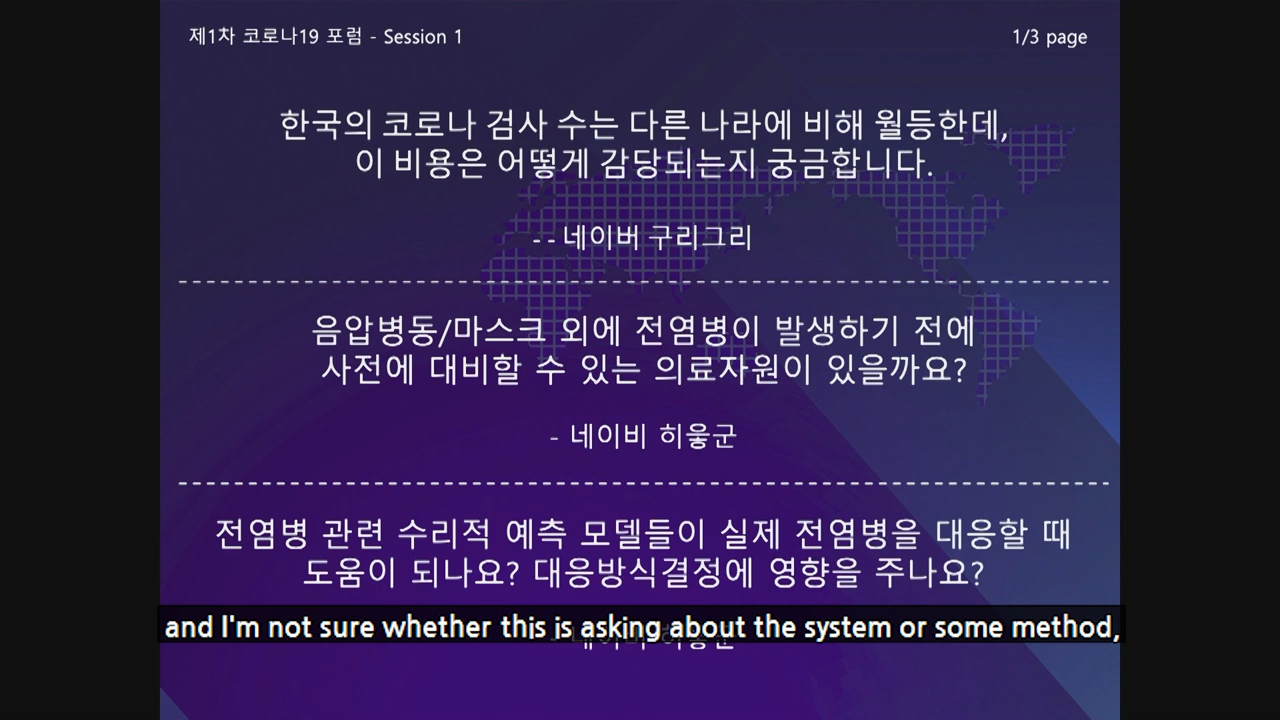 제1차 코로나19 포럼 - Session 1
1/3 page
한국의 코로나 검사 수는 다른 나라에 비해 월등한데,
이 비용은 어떻게 감당되는지 궁금합니다.
-- 네이버 구리그리
음압병동/마스크 외에 전염병이 발생하기 전에
사전에 대비할 수 있는 의료자원이 있을까요?
- 네이비 히웋군
전염병 관련 수리적 예측 모델들이 실제 전염병을 대응할 때
도움이 되나요? 대응방식결정에 영향을 주나요?
and I'm not sure whether this is asking about the system or some method,